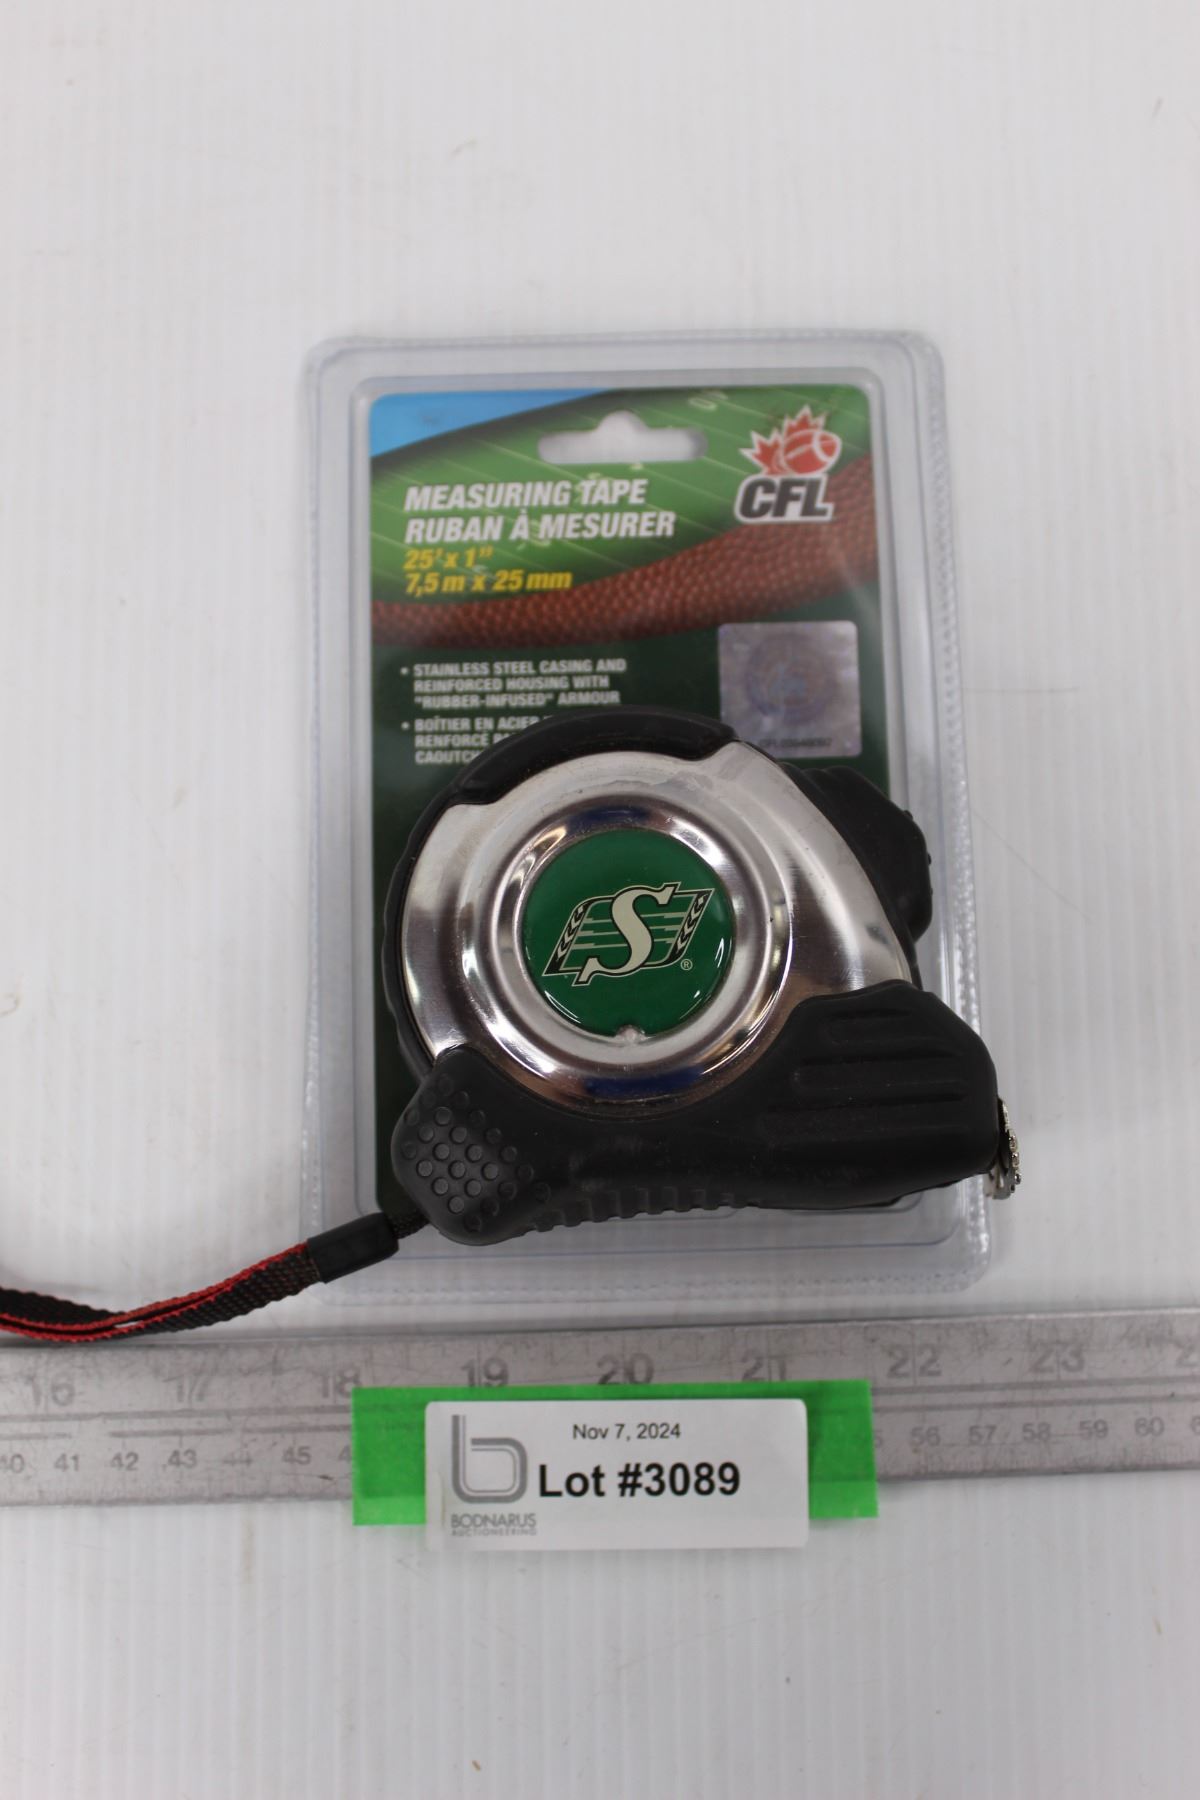 CFL
MEASURING TAPE
RUBAN À MESURER
25' x 1"
7,5 m x 25 mm
• STAINLESS STEEL CASING AND
REINFORCED HOUSING WITH
"RUBBER-INFUSED" ARMOUR
• BOÎTIER EN ACIER
RENFORCÉ
S ®
16 17 18 19 20 21 22 23
40 41 42 43 44 45 56 57 58 59 60
Nov 7, 2024
Lot #3089
BODNARUS
AUCTIONEERING